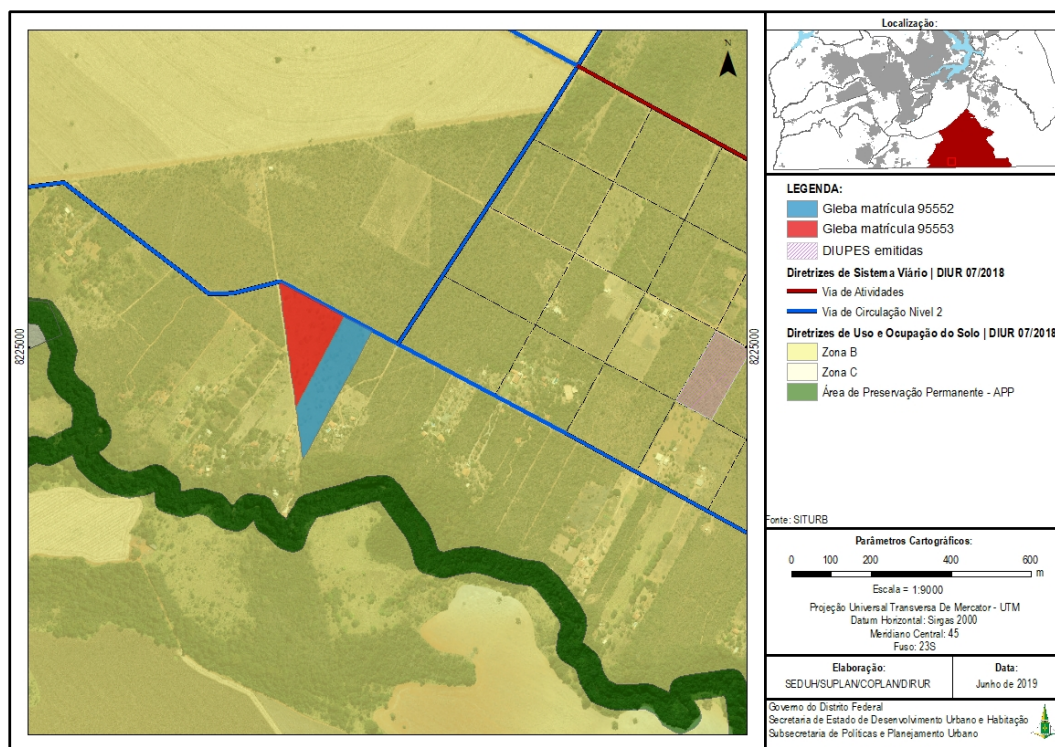 N
8225000
8225000
Localização:
LEGENDA:
Gleba matrícula 95552
Gleba matrícula 95553
DIUPES emitidas
Diretrizes de Sistema Viário | DIUR 07/2018
Via de Atividades
Via de Circulação Nível 2
Diretrizes de Uso e Ocupação do Solo | DIUR 07/2018
Zona B
Zona C
Área de Preservação Permanente - APP
Fonte: SITURB
Parâmetros Cartográficos:
0 100 200 400 600
m
Escala = 1:9000
Projeção Universal Transversa De Mercator - UTM
Datum Horizontal: Sirgas 2000
Meridiano Central: 45
Fuso: 23S
Elaboração:
SEDUH/SUPLAN/COPLAN/DIRUR
Data:
Junho de 2019
Governo do Distrito Federal
Secretaria de Estado de Desenvolvimento Urbano e Habitação
Subsecretaria de Políticas e Planejamento Urbano